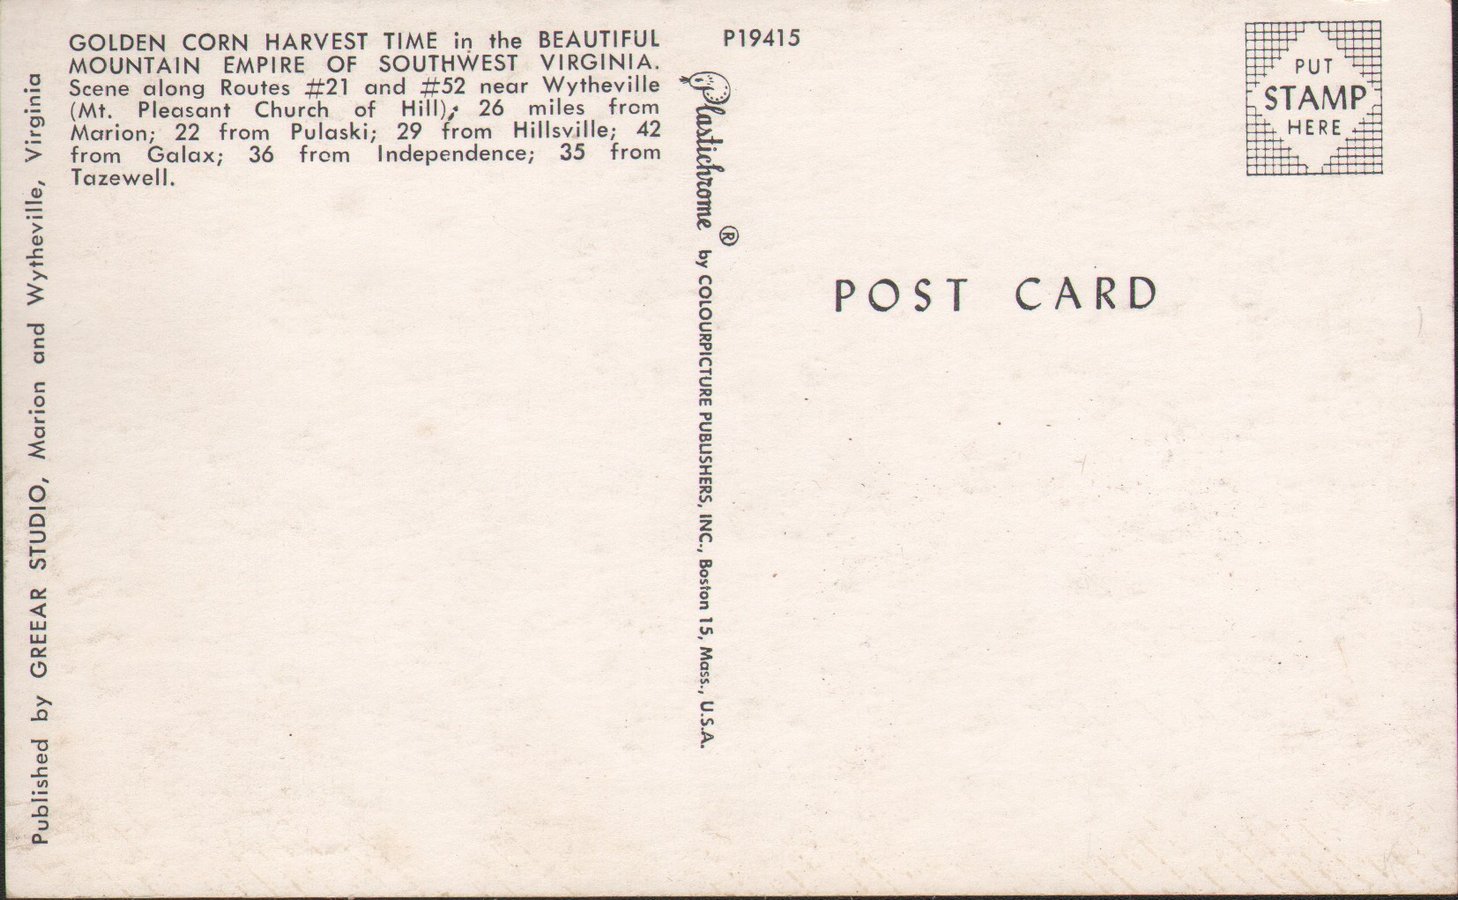 GOLDEN CORN HARVEST TIME in the BEAUTIFUL
MOUNTAIN EMPIRE OF SOUTHWEST VIRGINIA.
Scene along Routes #21 and #52 near Wytheville
(Mt. Pleasant Church of Hill); 26 miles from
Marion; 22 from Pulaski; 29 from Hillsville; 42
from Galax; 36 from Independence; 35 from
Tazewell.
Published by GREEAR STUDIO, Marion and Wytheville, Virginia
P19415
Plastichrome ® by COLOURPICTURE PUBLISHERS, INC., Boston 15, Mass., U.S.A.
PUT
STAMP
HERE
POST CARD